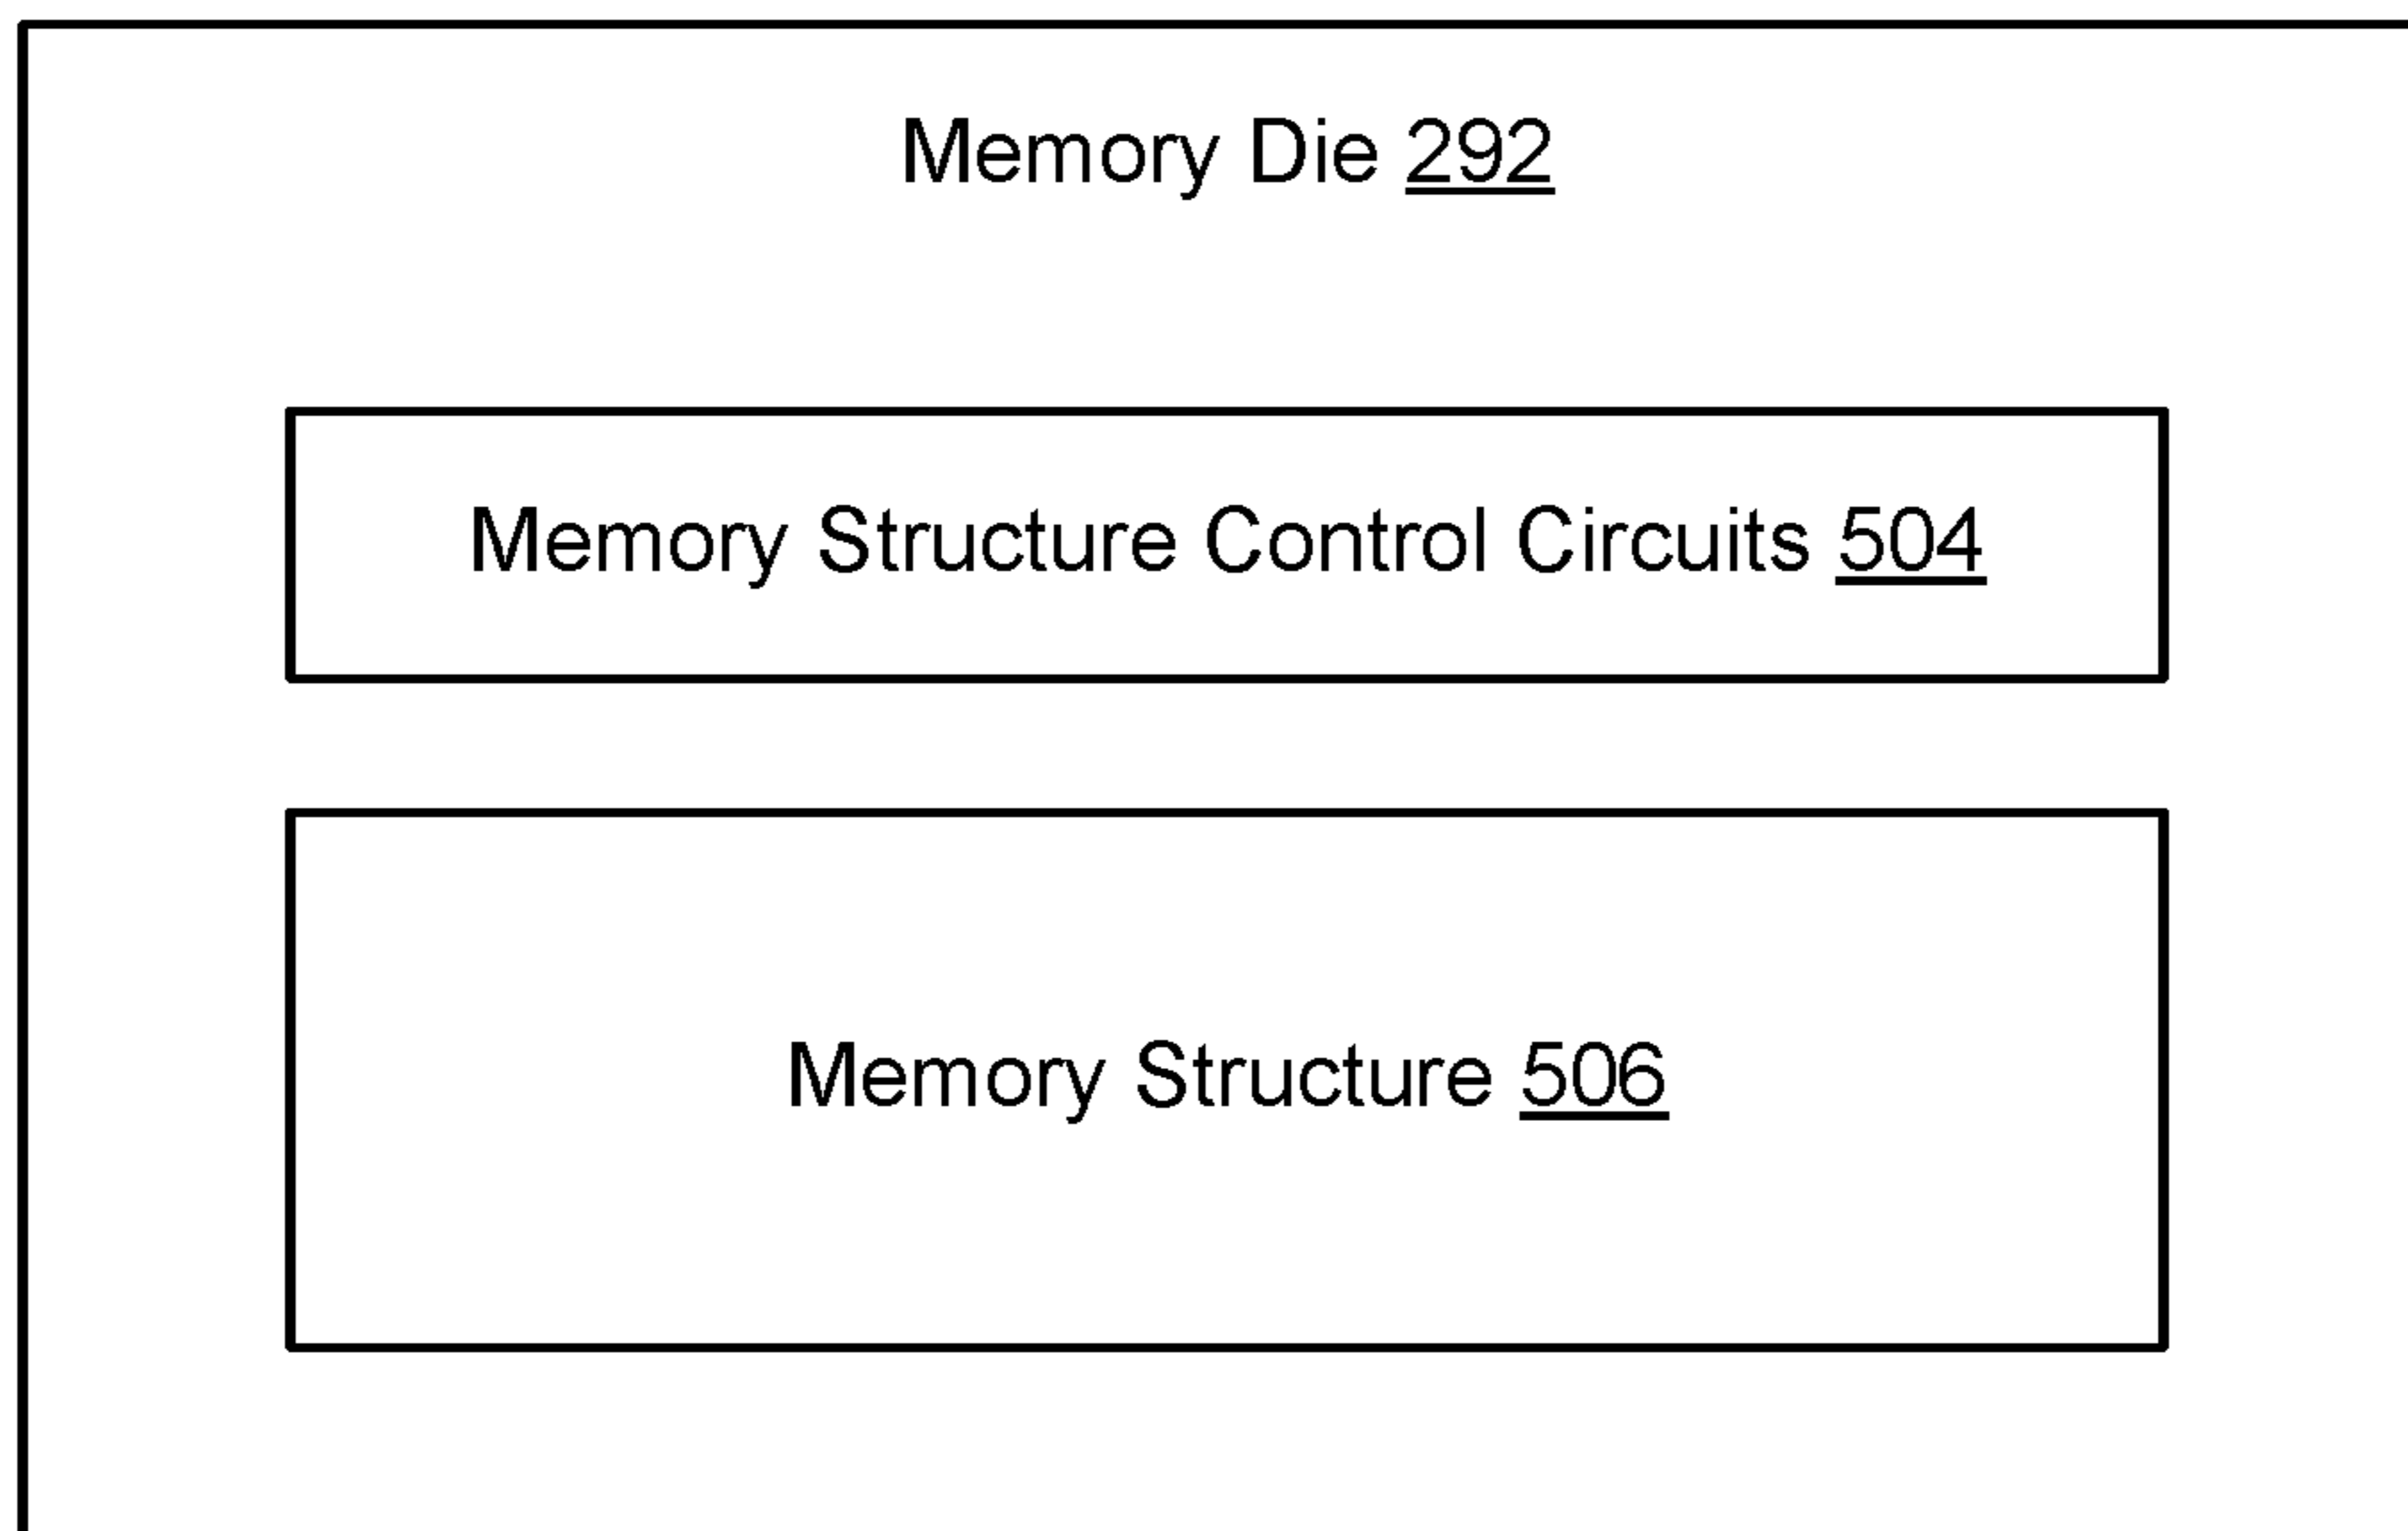 Memory Die 292
Memory Structure Control Circuits 504
Memory Structure 506